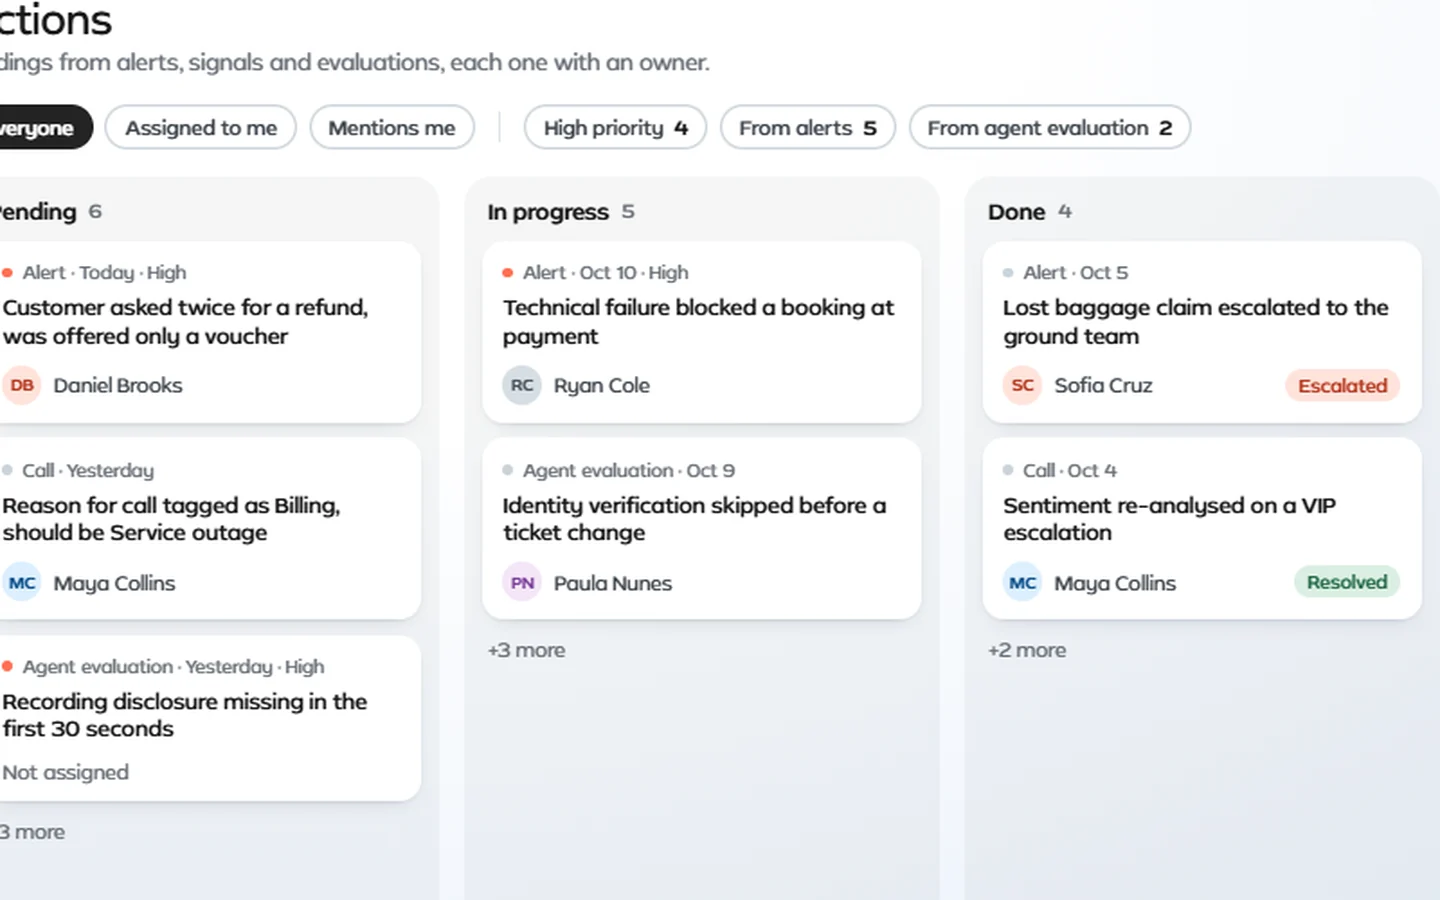 ctions
dings from alerts, signals and evaluations, each one with an owner.
veryone
Assigned to me
Mentions me
High priority 4
From alerts 5
From agent evaluation 2
Pending 6
Alert · Today · High
Customer asked twice for a refund,
was offered only a voucher
DB Daniel Brooks
Call · Yesterday
Reason for call tagged as Billing,
should be Service outage
MC Maya Collins
Agent evaluation · Yesterday · High
Recording disclosure missing in the
first 30 seconds
Not assigned
3 more
In progress 5
Alert · Oct 10 · High
Technical failure blocked a booking at
payment
RC Ryan Cole
Agent evaluation · Oct 9
Identity verification skipped before a
ticket change
PN Paula Nunes
+3 more
Done 4
Alert · Oct 5
Lost baggage claim escalated to the
ground team
SC Sofia Cruz Escalated
Call · Oct 4
Sentiment re-analysed on a VIP
escalation
MC Maya Collins Resolved
+2 more